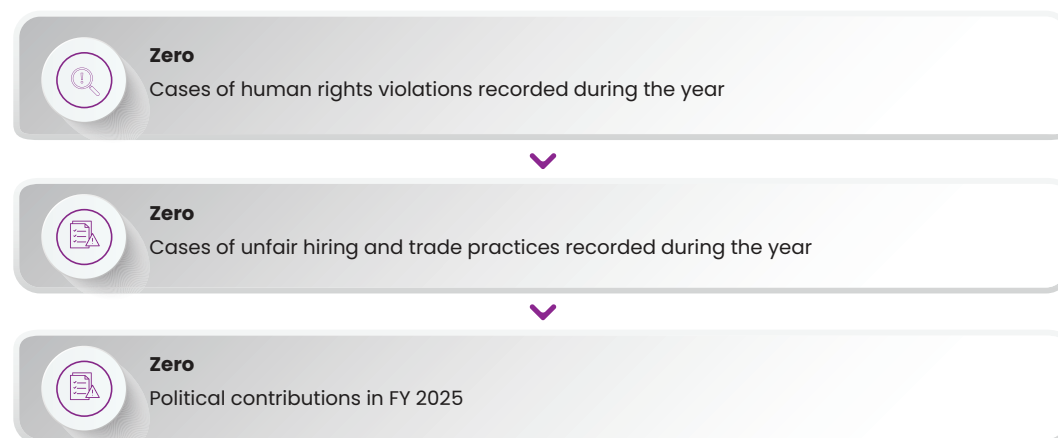 Zero
Cases of human rights violations recorded during the year
Zero
Cases of unfair hiring and trade practices recorded during the year
Zero
Political contributions in FY 2025